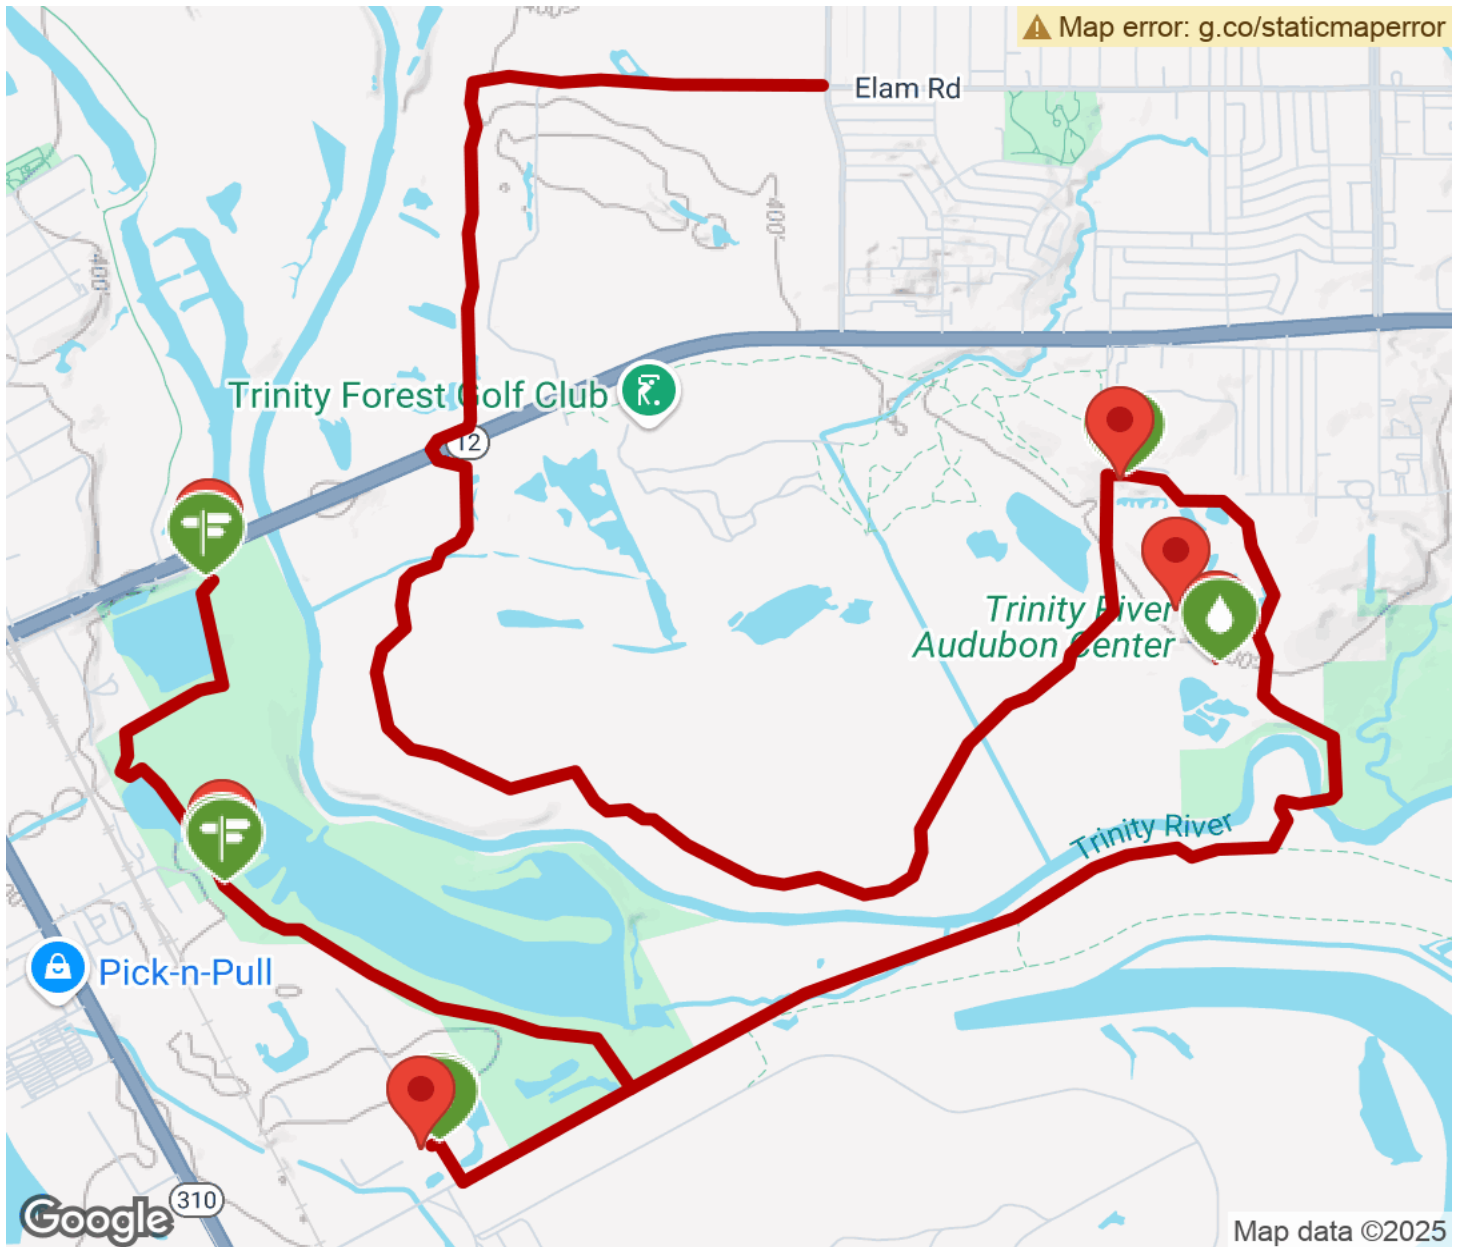 Map error: g.co/staticmaperror
Elam Rd
400'
400'
400'
Trinity Forest Golf Club
12
Trinity River
Audubon Center
Trinity River
Pick-n-Pull
310
Google
Map data ©2025